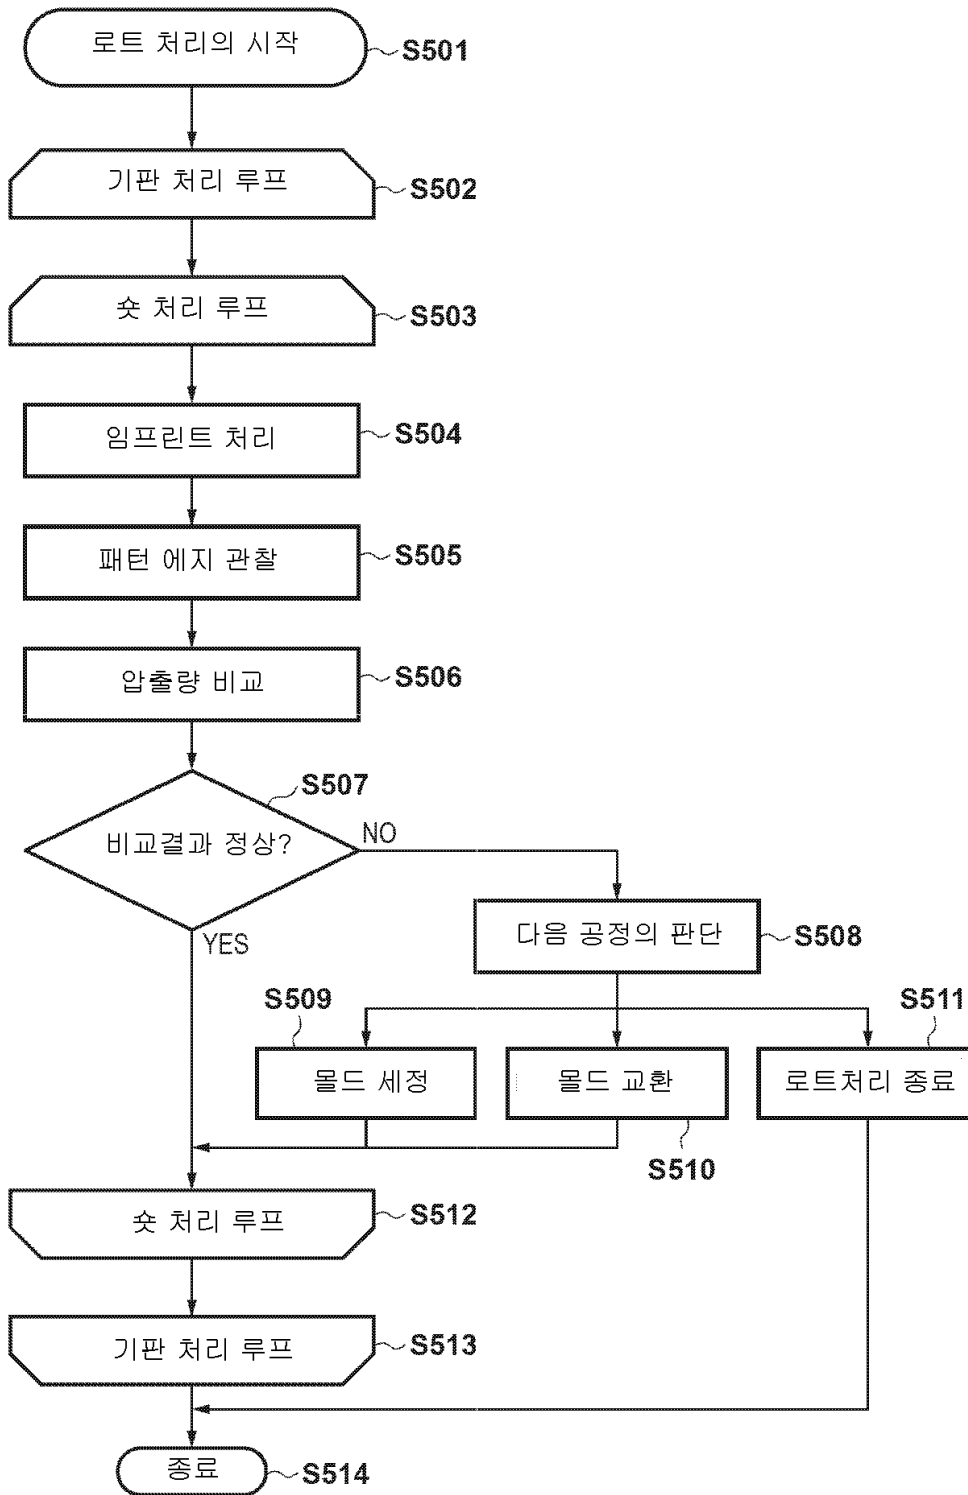 로트 처리의 시작 S501
기판 처리 루프 S502
숏 처리 루프 S503
임프린트 처리 S504
패턴 에지 관찰 S505
압출량 비교 S506
S507
비교결과 정상? NO
YES
다음 공정의 판단 S508
S509 S511
몰드 세정 몰드 교환 로트처리 종료
S510
숏 처리 루프 S512
기판 처리 루프 S513
종료 S514